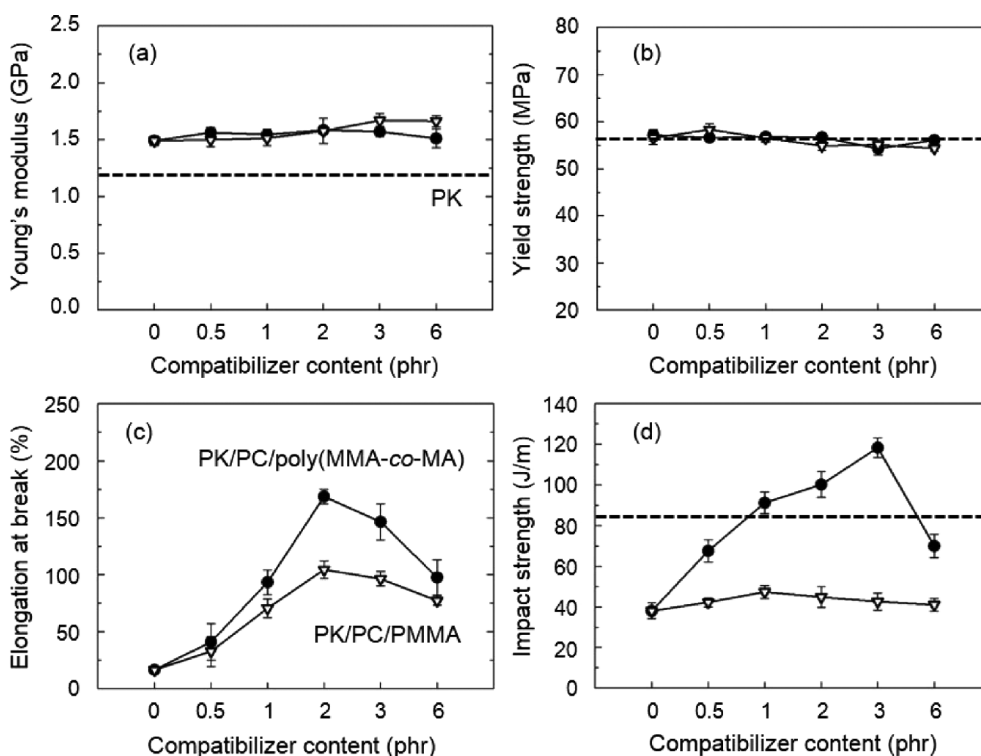 (a)
Young's modulus (GPa)
2.5
2.0
1.5
1.0
0.5
0.0
PK
0 0.5 1 2 3 6
Compatibilizer content (phr)
(b)
Yield strength (MPa)
80
70
60
50
40
30
20
0 0.5 1 2 3 6
Compatibilizer content (phr)
(c)
Elongation at break (%)
250
200
150
100
50
0
PK/PC/poly(MMA-co-MA)
PK/PC/PMMA
0 0.5 1 2 3 6
Compatibilizer content (phr)
(d)
Impact strength (J/m)
140
120
100
80
60
40
20
0
0 0.5 1 2 3 6
Compatibilizer content (phr)